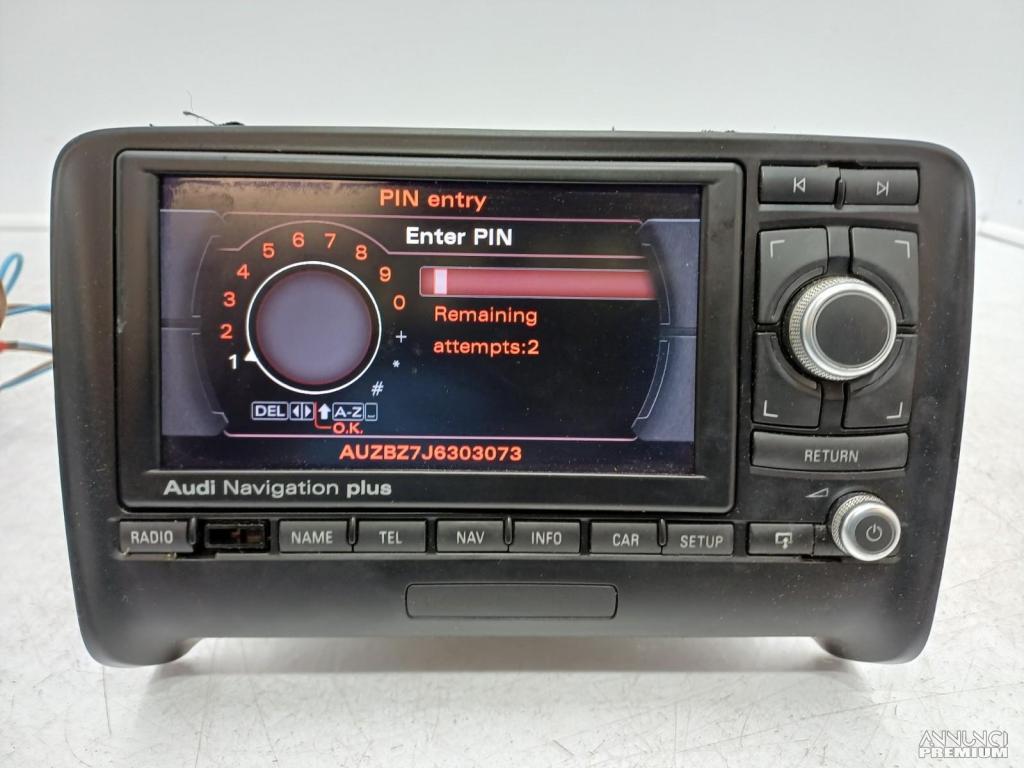 PIN entry
Enter PIN
1 2 3 4 5 6 7 8 9 0 + * #
Remaining
attempts:2
DEL A-Z
O.K.
AUZBZ7J6303073
Audi Navigation plus
RETURN
RADIO NAME TEL NAV INFO CAR SETUP
ANNUNCI
PREMIUM